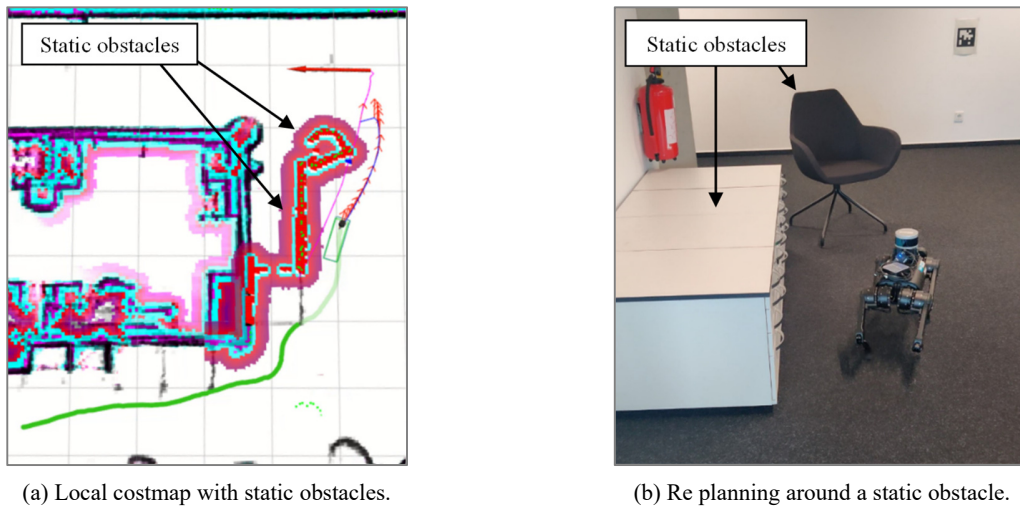 Static obstacles
Static obstacles
(a) Local costmap with static obstacles.
(b) Re planning around a static obstacle.